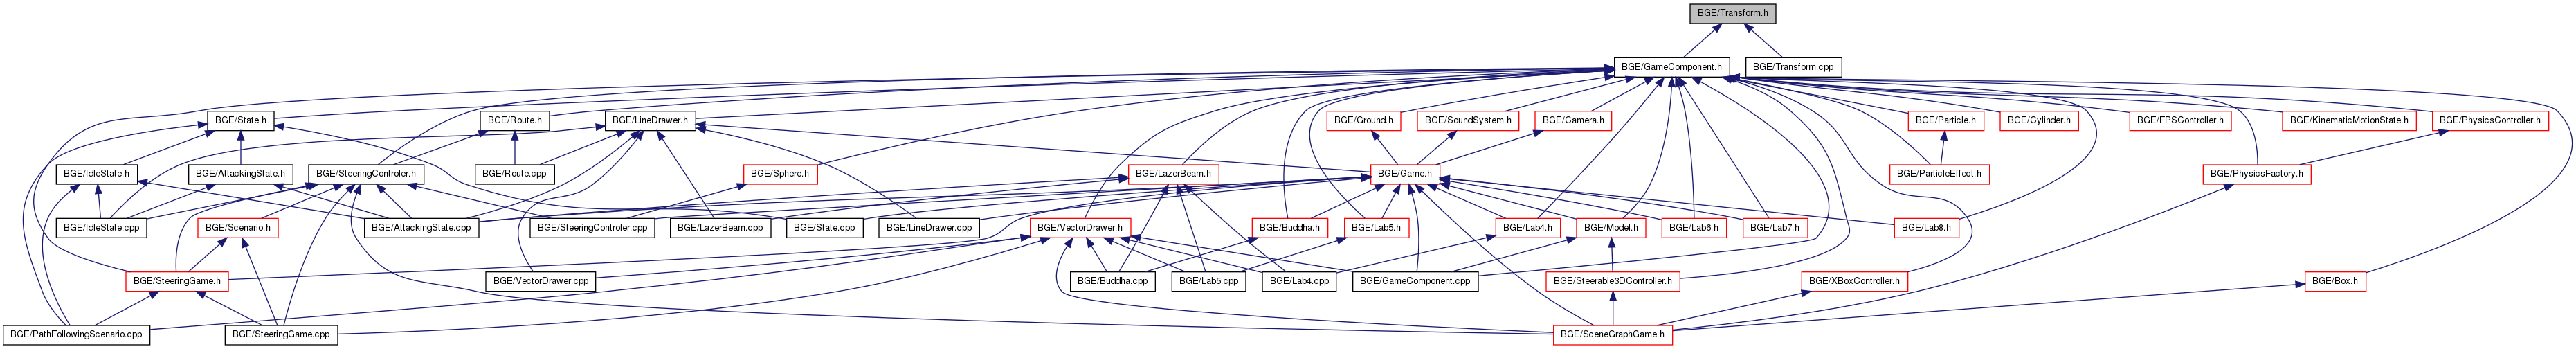 BGE/Transform.h
BGE/GameComponent.h
BGE/Transform.cpp
BGE/State.h
BGE/Route.h
BGE/LineDrawer.h
BGE/Ground.h
BGE/SoundSystem.h
BGE/Camera.h
BGE/Particle.h
BGE/Cylinder.h
BGE/FPSController.h
BGE/KinematicMotionState.h
BGE/PhysicsController.h
BGE/IdleState.h
BGE/AttackingState.h
BGE/SteeringControler.h
BGE/Route.cpp
BGE/Sphere.h
BGE/Game.h
BGE/LazerBeam.h
BGE/ParticleEffect.h
BGE/PhysicsFactory.h
BGE/IdleState.cpp
BGE/Scenario.h
BGE/AttackingState.cpp
BGE/SteeringControler.cpp
BGE/LazerBeam.cpp
BGE/State.cpp
BGE/LineDrawer.cpp
BGE/VectorDrawer.h
BGE/Buddha.h
BGE/Lab5.h
BGE/Lab4.h
BGE/Model.h
BGE/Lab6.h
BGE/Lab7.h
BGE/Lab8.h
BGE/SteeringGame.h
BGE/VectorDrawer.cpp
BGE/Buddha.cpp
BGE/Lab5.cpp
BGE/Lab4.cpp
BGE/GameComponent.cpp
BGE/Steerable3DController.h
BGE/XBoxController.h
BGE/Box.h
BGE/PathFollowingScenario.cpp
BGE/SteeringGame.cpp
BGE/SceneGraphGame.h